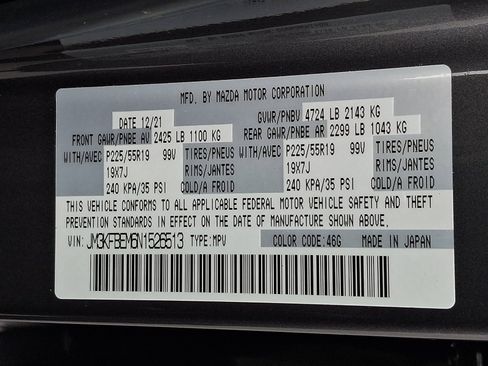 MFD. BY MAZDA MOTOR CORPORATION
DATE 12/21 GVWR/PNBV 4724 LB 2143 KG
FRONT GAWR/PNBE AV 2425 LB 1100 KG REAR GAWR/PNBE AR 2299 LB 1043 KG
WITH/AVEC P225/55R19 99V TIRES/PNEUS WITH/AVEC P225/55R19 99V TIRES/PNEUS
19X7J RIMS/JANTES 19X7J RIMS/JANTES
240 KPA/35 PSI COLD/A FROID 240 KPA/35 PSI COLD/A FROID
THIS VEHICLE CONFORMS TO ALL APPLICABLE FEDERAL MOTOR VEHICLE SAFETY AND THEFT
PREVENTION STANDARDS IN EFFECT ON THE DATE OF MANUFACTURE SHOWN ABOVE.
VIN: JM3KFBEM6N1526513 TYPE: MPV COLOR CODE: 46G MADE IN JAPAN